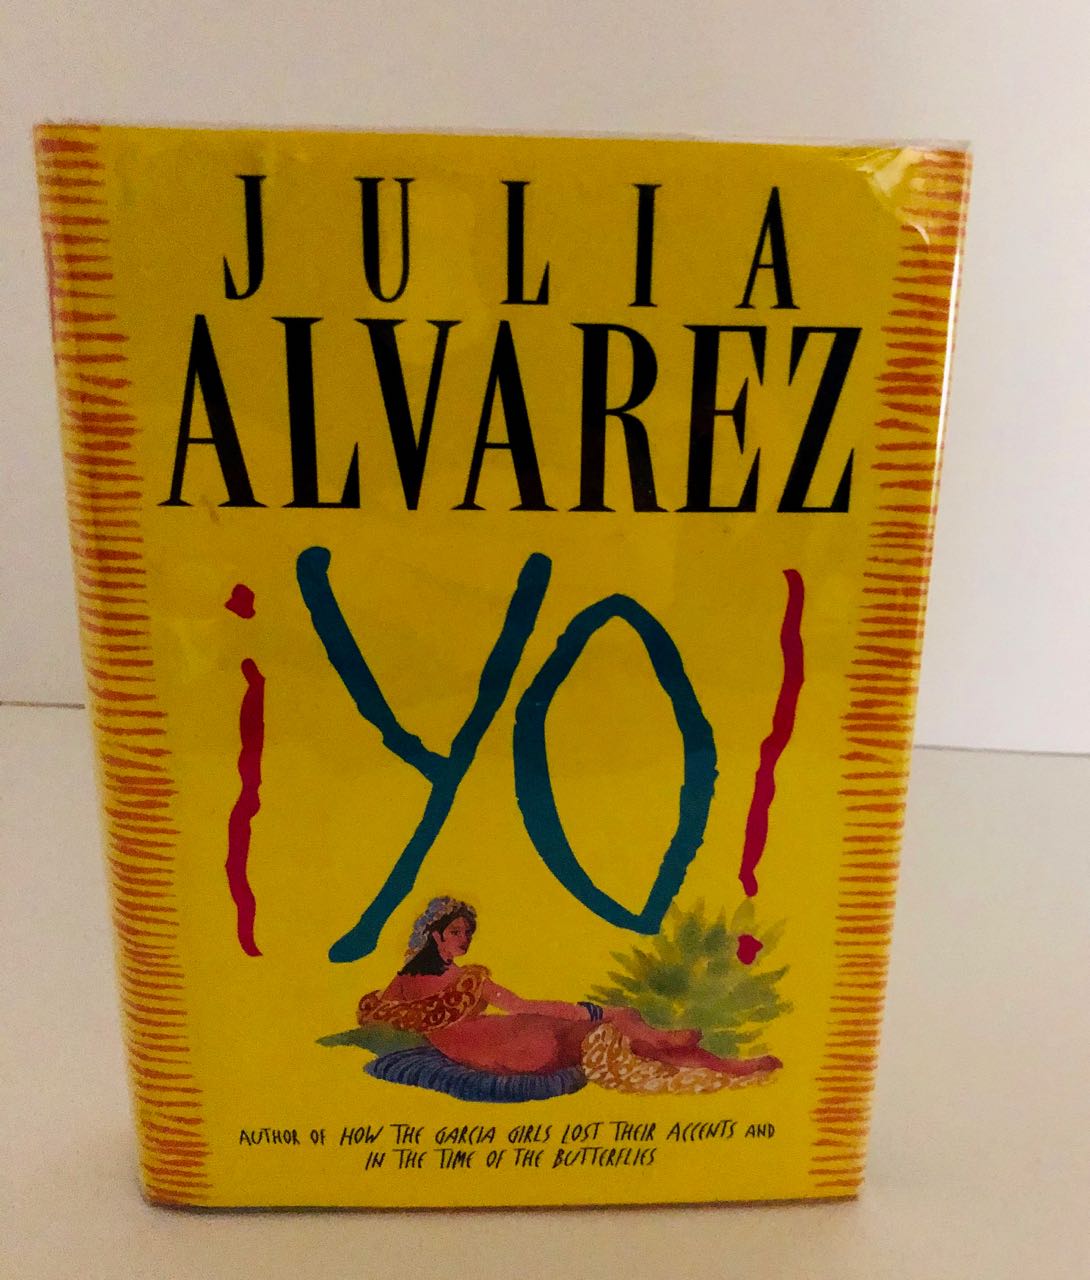 JULIA
ALVAREZ
¡YO!
AUTHOR OF HOW THE GARCIA GIRLS LOST THEIR ACCENTS AND
IN THE TIME OF THE BUTTERFLIES